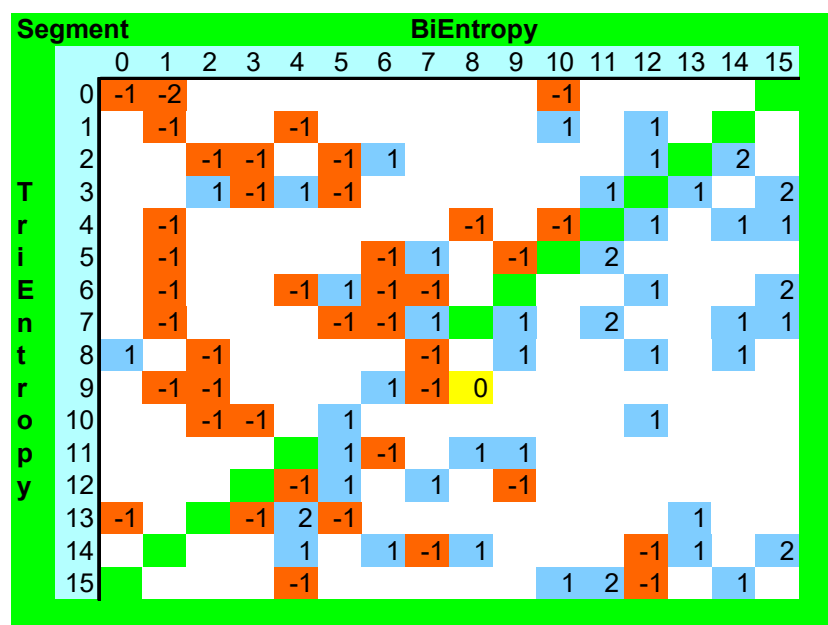 Segment BiEntropy
0 1 2 3 4 5 6 7 8 9 10 11 12 13 14 15
0 -1 -2 -1
1 -1 -1 1 1
2 -1 -1 -1 1 1 2
T 3 1 -1 1 -1 1 1 2
r 4 -1 -1 -1 1 1 1
i 5 -1 -1 1 -1 2
E 6 -1 -1 1 -1 -1 1 2
n 7 -1 -1 -1 1 1 2 1 1
t 8 1 -1 -1 1 1 1
r 9 -1 -1 1 -1 0
o 10 -1 -1 1 1
p 11 1 -1 1 1
y 12 -1 1 1 -1
13 -1 -1 2 -1 1
14 1 1 -1 1 -1 1 2
15 -1 1 2 -1 1